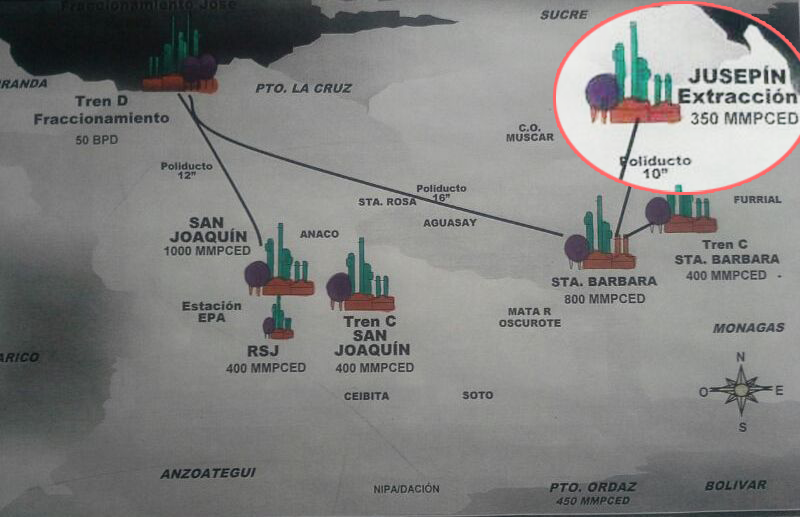 Fraccionamiento Jose
SUCRE
RANDA
Tren D
Fraccionamiento
50 BPD
PTO. LA CRUZ
C.O.
MUSCAR
JUSEPÍN
Extracción
350 MMPCED
Poliducto
10"
Poliducto
12"
Poliducto
16"
STA. ROSA
AGUASAY
FURRIAL
SAN
JOAQUÍN
1000 MMPCED
ANACO
Tren C
STA. BARBARA
400 MMPCED
STA. BARBARA
800 MMPCED
Estación
EPA
RSJ
400 MMPCED
Tren C
SAN
JOAQUÍN
400 MMPCED
MATA R
OSCUROTE
MONAGAS
ARICO
N
O
E
S
CEIBITA
SOTO
ANZOATEGUI
NIPA/DACIÓN
PTO. ORDAZ
450 MMPCED
BOLIVAR